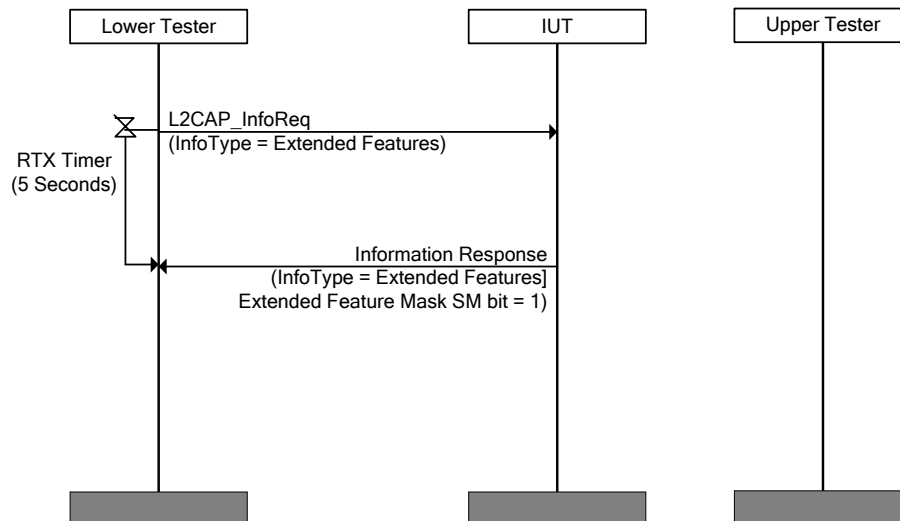 Lower Tester
IUT
Upper Tester
L2CAP_InfoReq
(InfoType = Extended Features)
RTX Timer
(5 Seconds)
Information Response
(InfoType = Extended Features]
Extended Feature Mask SM bit = 1)